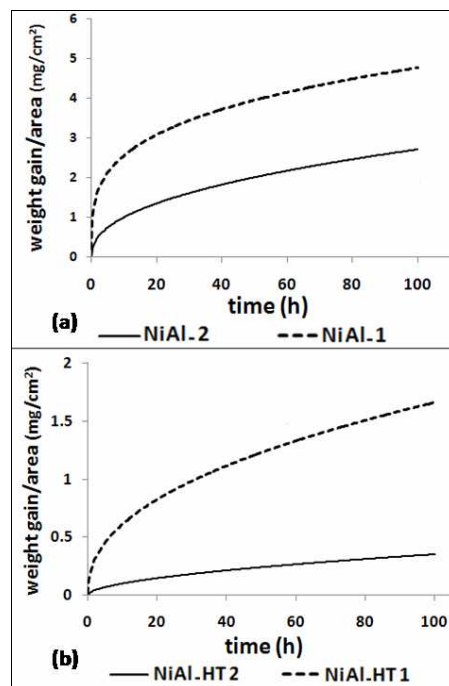 weight gain/area (mg/cm²)
6
5
4
3
2
1
0
0 20 40 60 80 100
time (h)
(a)
NiAl-2 NiAl-1
weight gain/area (mg/cm²)
2
1.5
1
0.5
0
0 20 40 60 80 100
time (h)
(b)
NiAl-HT2 NiAl-HT1